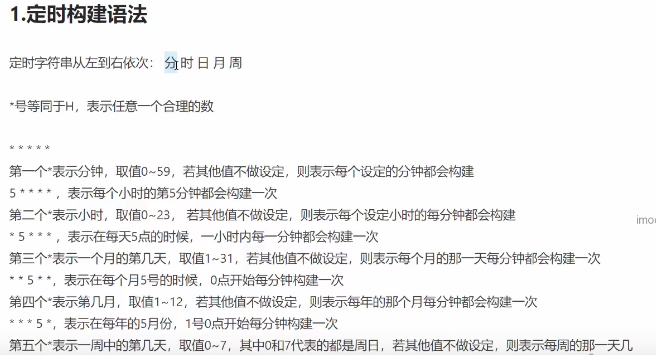 1.定时构建语法
定时字符串从左到右依次： 分 时 日 月 周
*号等同于H，表示任意一个合理的数
* * * * *
第一个*表示分钟，取值0~59，若其他值不做设定，则表示每个设定的分钟都会构建
5 * * * * ，表示每个小时的第5分钟都会构建一次
第二个*表示小时，取值0~23， 若其他值不做设定，则表示每个设定小时的每分钟都会构建
* 5 * * * ，表示在每天5点的时候，一小时内每一分钟都会构建一次
imoo
第三个*表示一个月的第几天，取值1~31，若其他值不做设定，则表示每个月的那一天每分钟都会构建一次
* * 5 * *，表示在每个月5号的时候，0点开始每分钟构建一次
第四个*表示第几月，取值1~12，若其他值不做设定，则表示每年的那个月每分钟都会构建一次
* * * 5 *，表示在每年的5月份，1号0点开始每分钟构建一次
第五个*表示一周中的第几天，取值0~7，其中0和7代表的都是周日，若其他值不做设定，则表示每周的那一天几